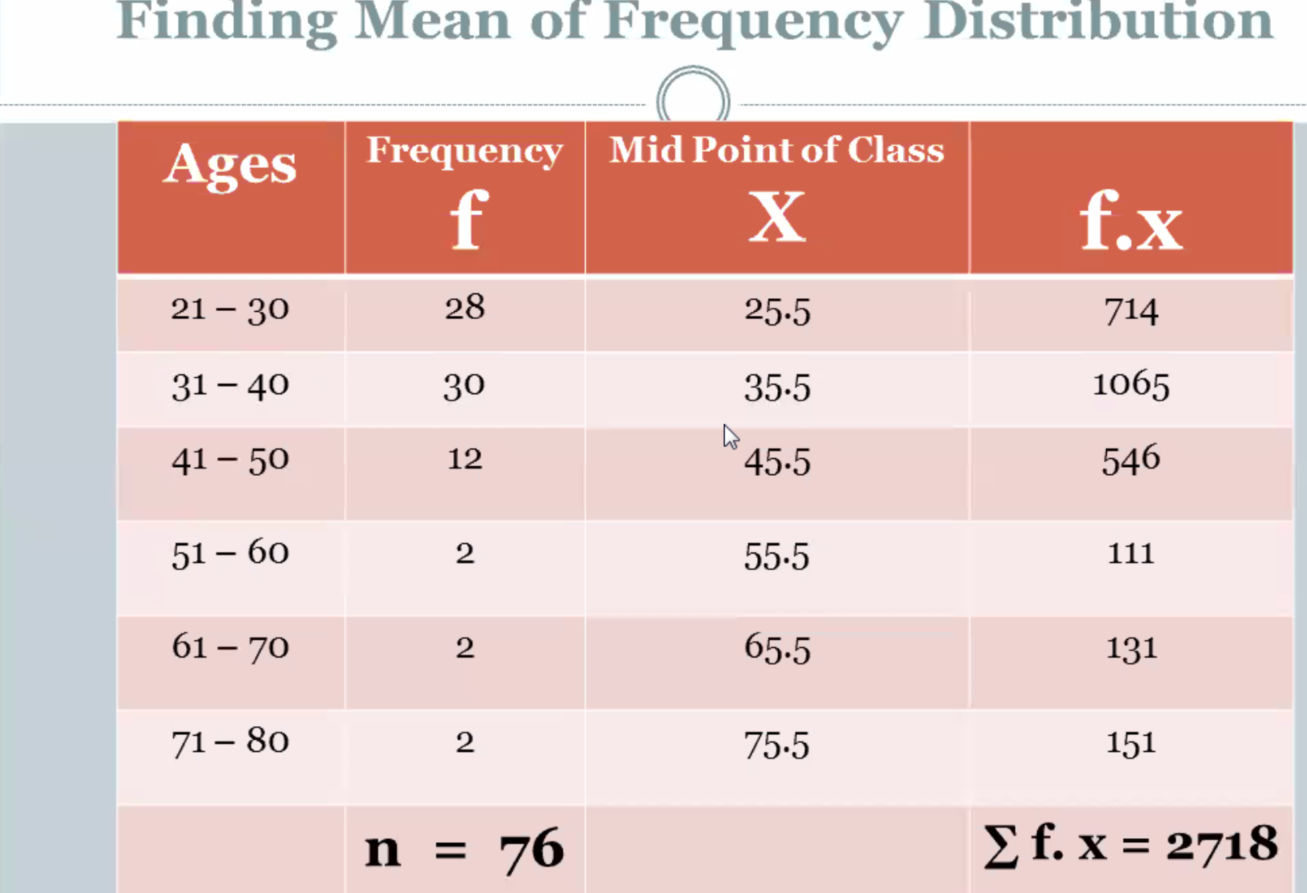 Finding Mean of Frequency Distribution
Ages Frequency f Mid Point of Class X f.x
21 – 30 28 25.5 714
31 – 40 30 35.5 1065
41 – 50 12 45.5 546
51 – 60 2 55.5 111
61 – 70 2 65.5 131
71 – 80 2 75.5 151
n = 76 ∑ f. x = 2718